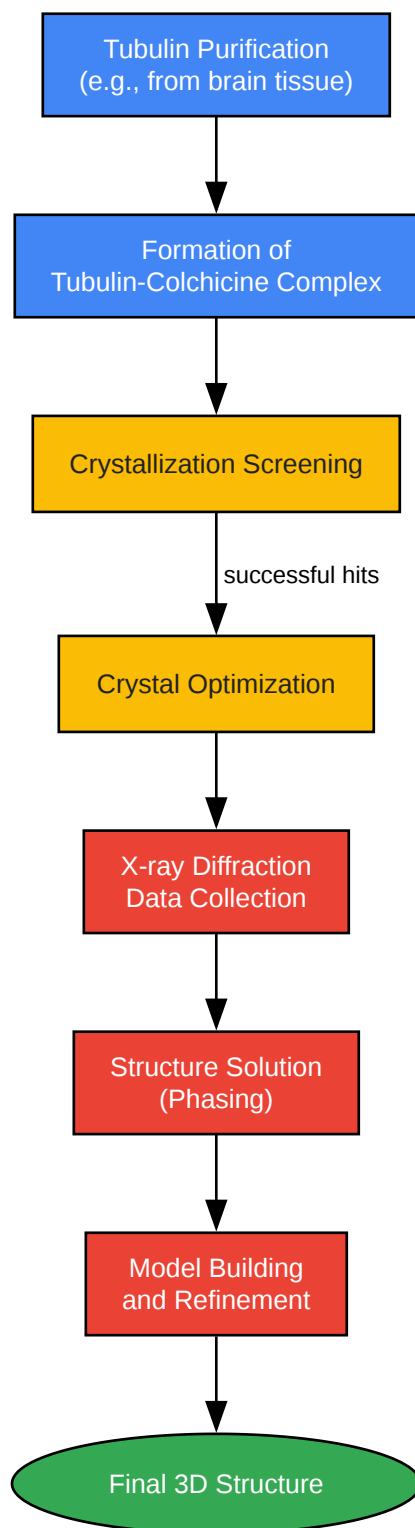 Tubulin Purification
(e.g., from brain tissue)
Formation of
Tubulin-Colchicine Complex
Crystallization Screening
successful hits
Crystal Optimization
X-ray Diffraction
Data Collection
Structure Solution
(Phasing)
Model Building
and Refinement
Final 3D Structure